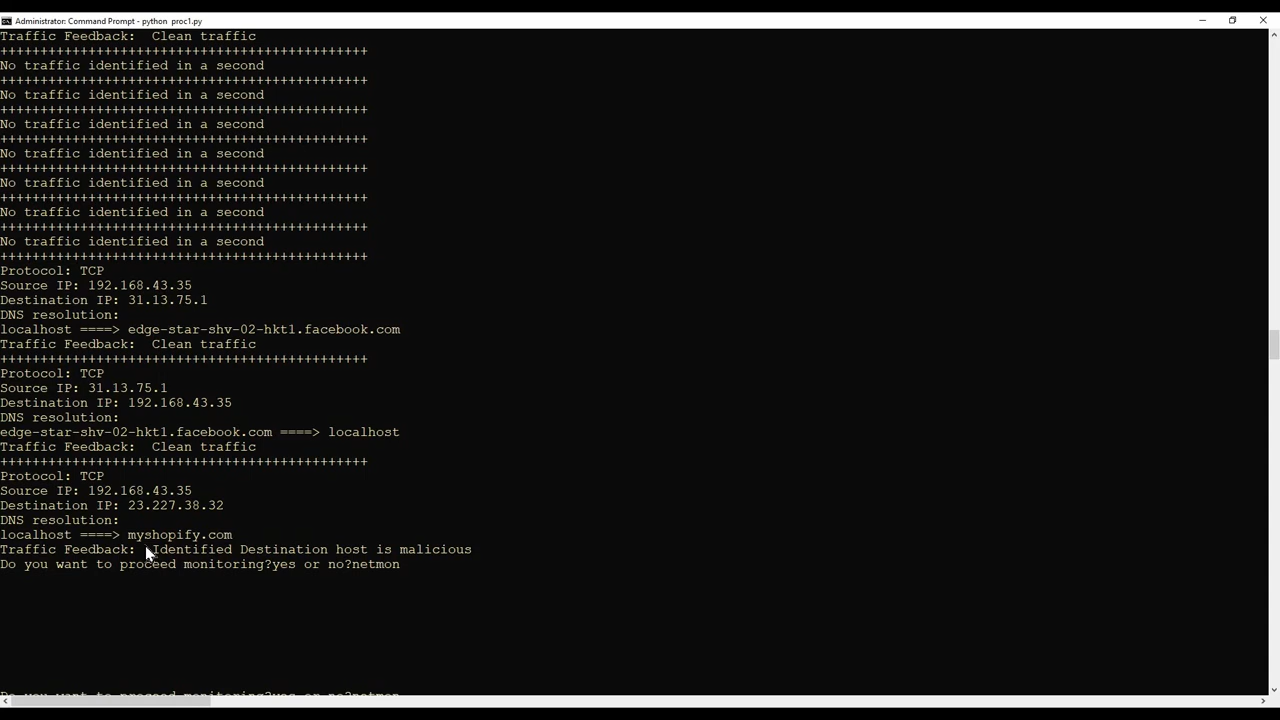 Administrator: Command Prompt - python  proc1.py
Traffic Feedback:  Clean traffic
++++++++++++++++++++++++++++++++++++++++++++++
No traffic identified in a second
++++++++++++++++++++++++++++++++++++++++++++++
No traffic identified in a second
++++++++++++++++++++++++++++++++++++++++++++++
No traffic identified in a second
++++++++++++++++++++++++++++++++++++++++++++++
No traffic identified in a second
++++++++++++++++++++++++++++++++++++++++++++++
No traffic identified in a second
++++++++++++++++++++++++++++++++++++++++++++++
No traffic identified in a second
++++++++++++++++++++++++++++++++++++++++++++++
No traffic identified in a second
++++++++++++++++++++++++++++++++++++++++++++++
Protocol: TCP
Source IP: 192.168.43.35
Destination IP: 31.13.75.1
DNS resolution:
localhost ====> edge-star-shv-02-hkt1.facebook.com
Traffic Feedback:  Clean traffic
++++++++++++++++++++++++++++++++++++++++++++++
Protocol: TCP
Source IP: 31.13.75.1
Destination IP: 192.168.43.35
DNS resolution:
edge-star-shv-02-hkt1.facebook.com ====> localhost
Traffic Feedback:  Clean traffic
++++++++++++++++++++++++++++++++++++++++++++++
Protocol: TCP
Source IP: 192.168.43.35
Destination IP: 23.227.38.32
DNS resolution:
localhost ====> myshopify.com
Traffic Feedback:  Identified Destination host is malicious
Do you want to proceed monitoring?yes or no?netmon
Do you want to proceed monitoring?yes or no?netmon